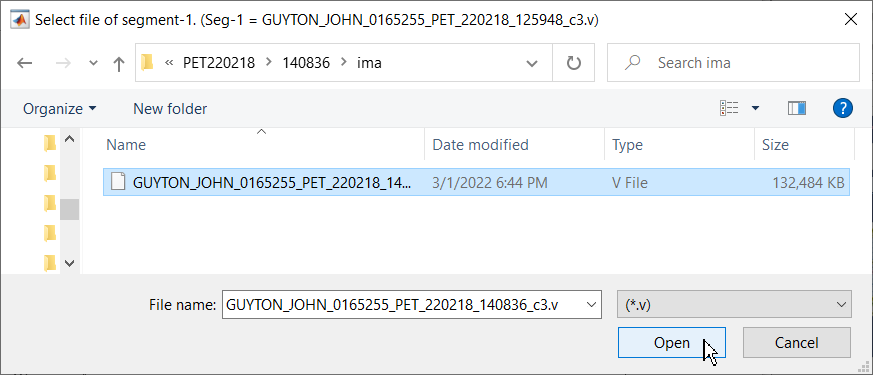 Select file of segment-1. (Seg-1 = GUYTON_JOHN_0165255_PET_220218_125948_c3.v)
« PET220218 › 140836 › ima
Search ima
Organize New folder ?
Name Date modified Type Size
GUYTON_JOHN_0165255_PET_220218_14... 3/1/2022 6:44 PM V File 132,484 KB
File name: GUYTON_JOHN_0165255_PET_220218_140836_c3.v (*.v)
Open Cancel